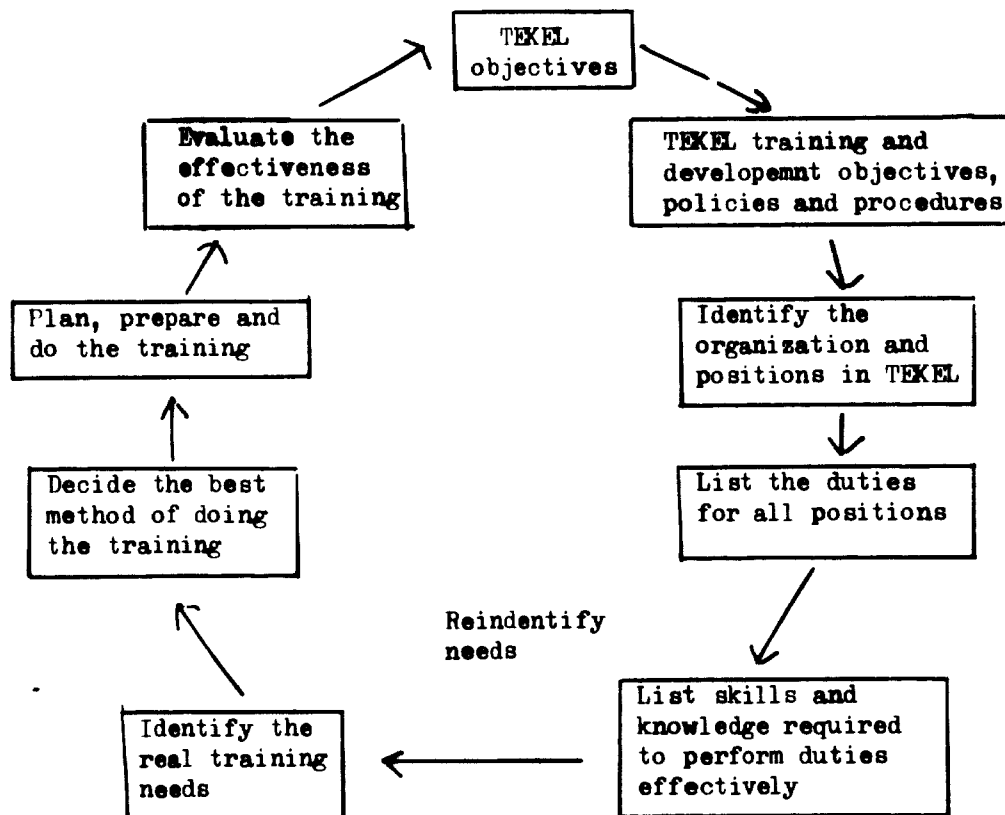 TEKEL
objectives
TEKEL training and
developemnt objectives,
policies and procedures
Identify the
organization and
positions in TEKEL
List the duties
for all positions
List skills and
knowledge required
to perform duties
effectively
Reindentify
needs
Identify the
real training
needs
Decide the best
method of doing
the training
Plan, prepare and
do the training
Evaluate the
effectiveness
of the training